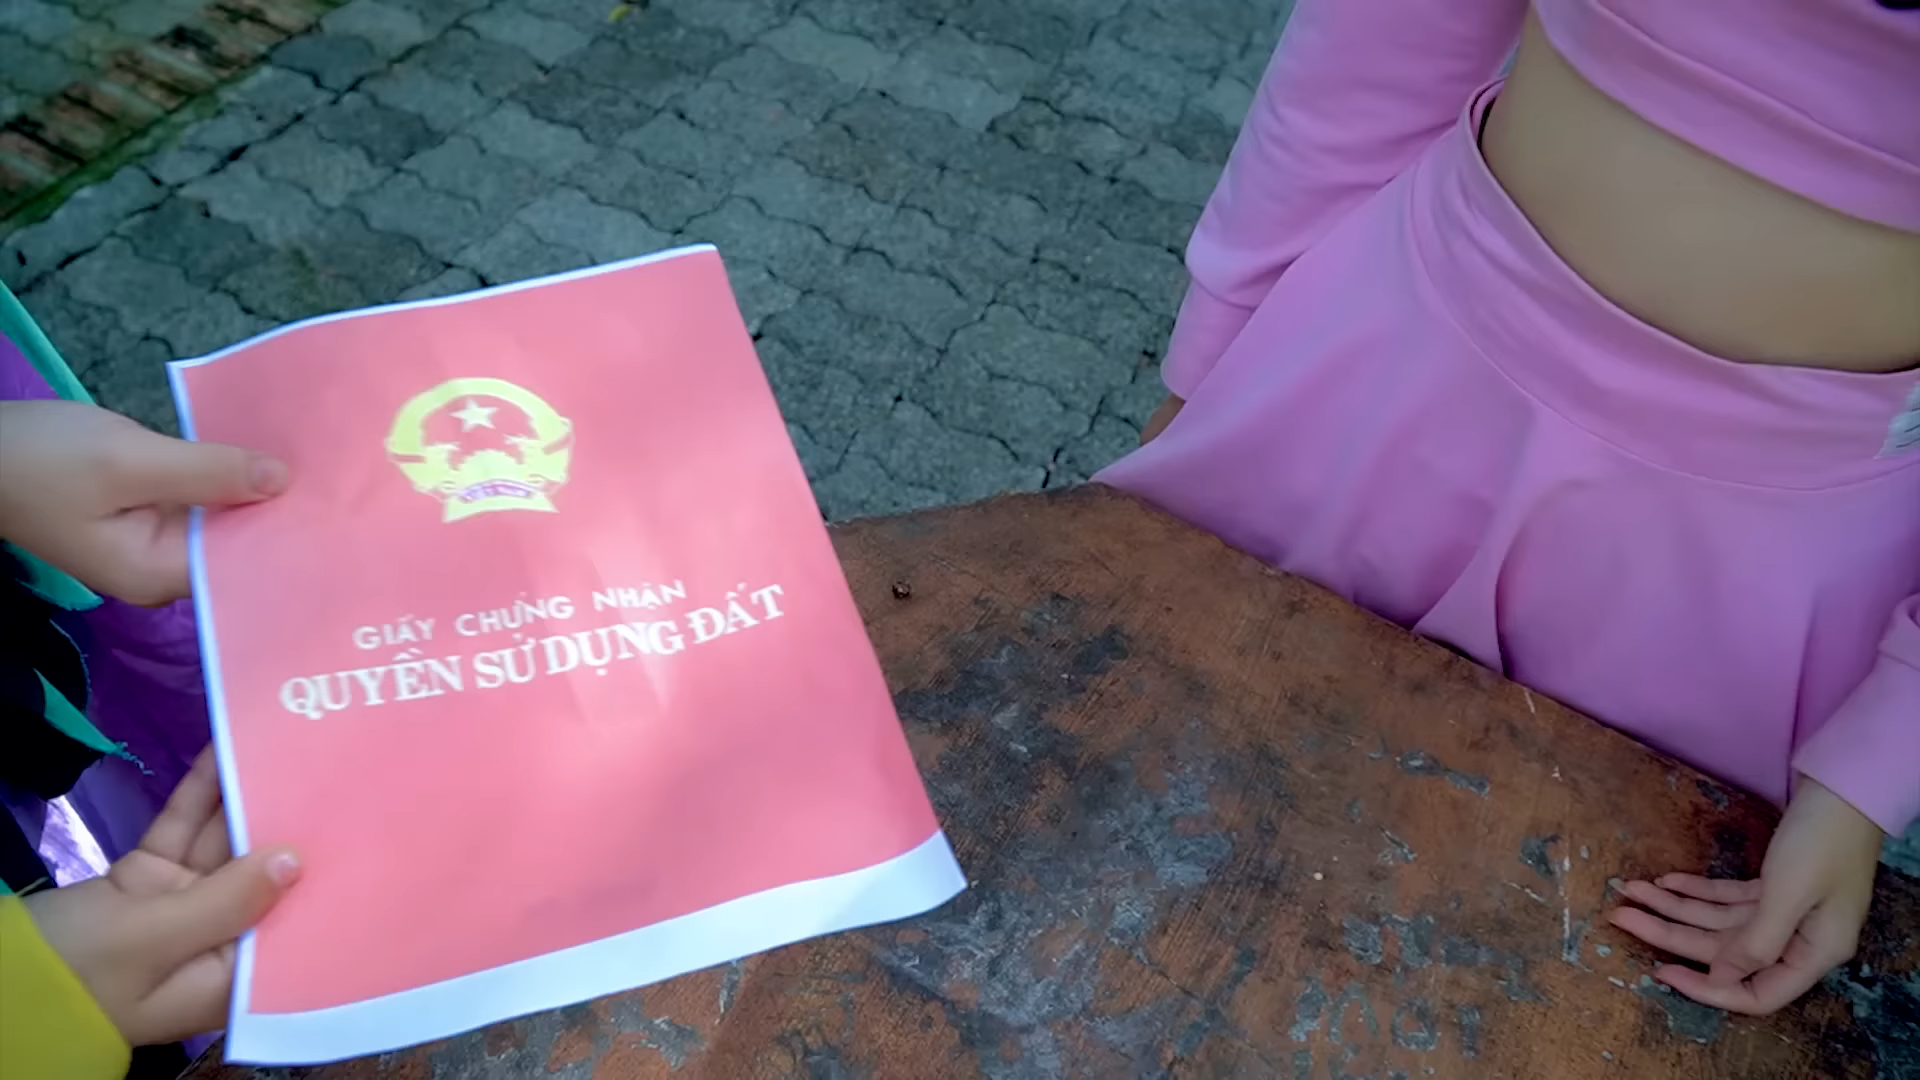 GIẤY CHỨNG NHẬN
QUYỀN SỬ DỤNG ĐẤT